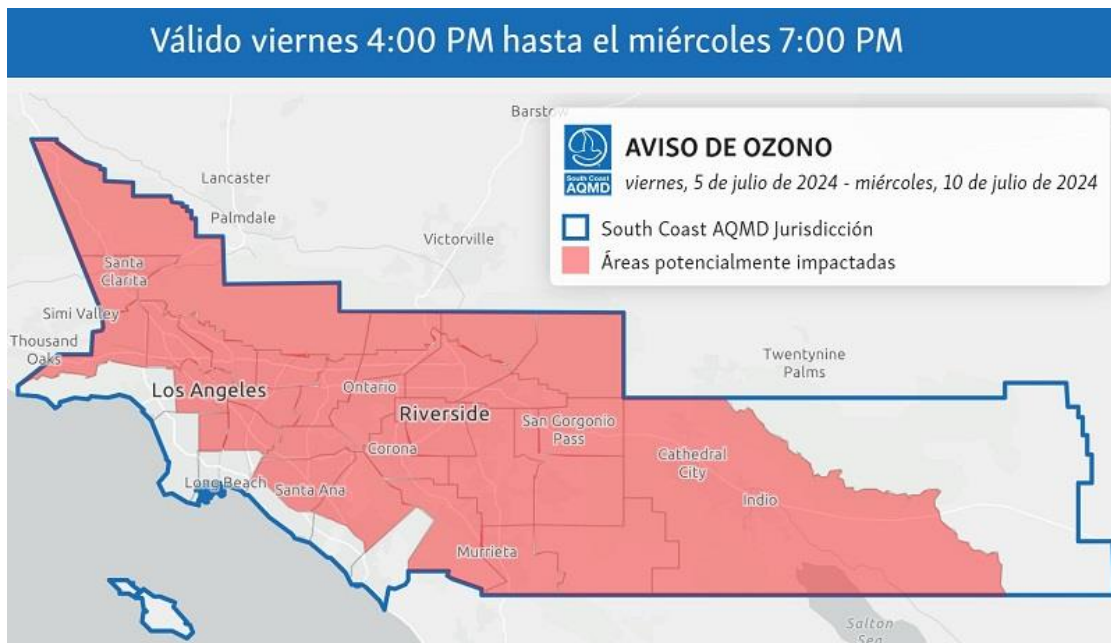 Válido viernes 4:00 PM hasta el miércoles 7:00 PM
AVISO DE OZONO
viernes, 5 de julio de 2024 - miércoles, 10 de julio de 2024
South Coast
AQMD
South Coast AQMD Jurisdicción
Áreas potencialmente impactadas
Lancaster
Palmdale
Victorville
Santa
Clarita
Simi Valley
Thousand
Oaks
Twentynine
Palms
Los Angeles
Ontario
Riverside
San Gorgonio
Pass
Corona
Cathedral
City
Long Beach
Santa Ana
Indio
Murrieta
Salton
Sea